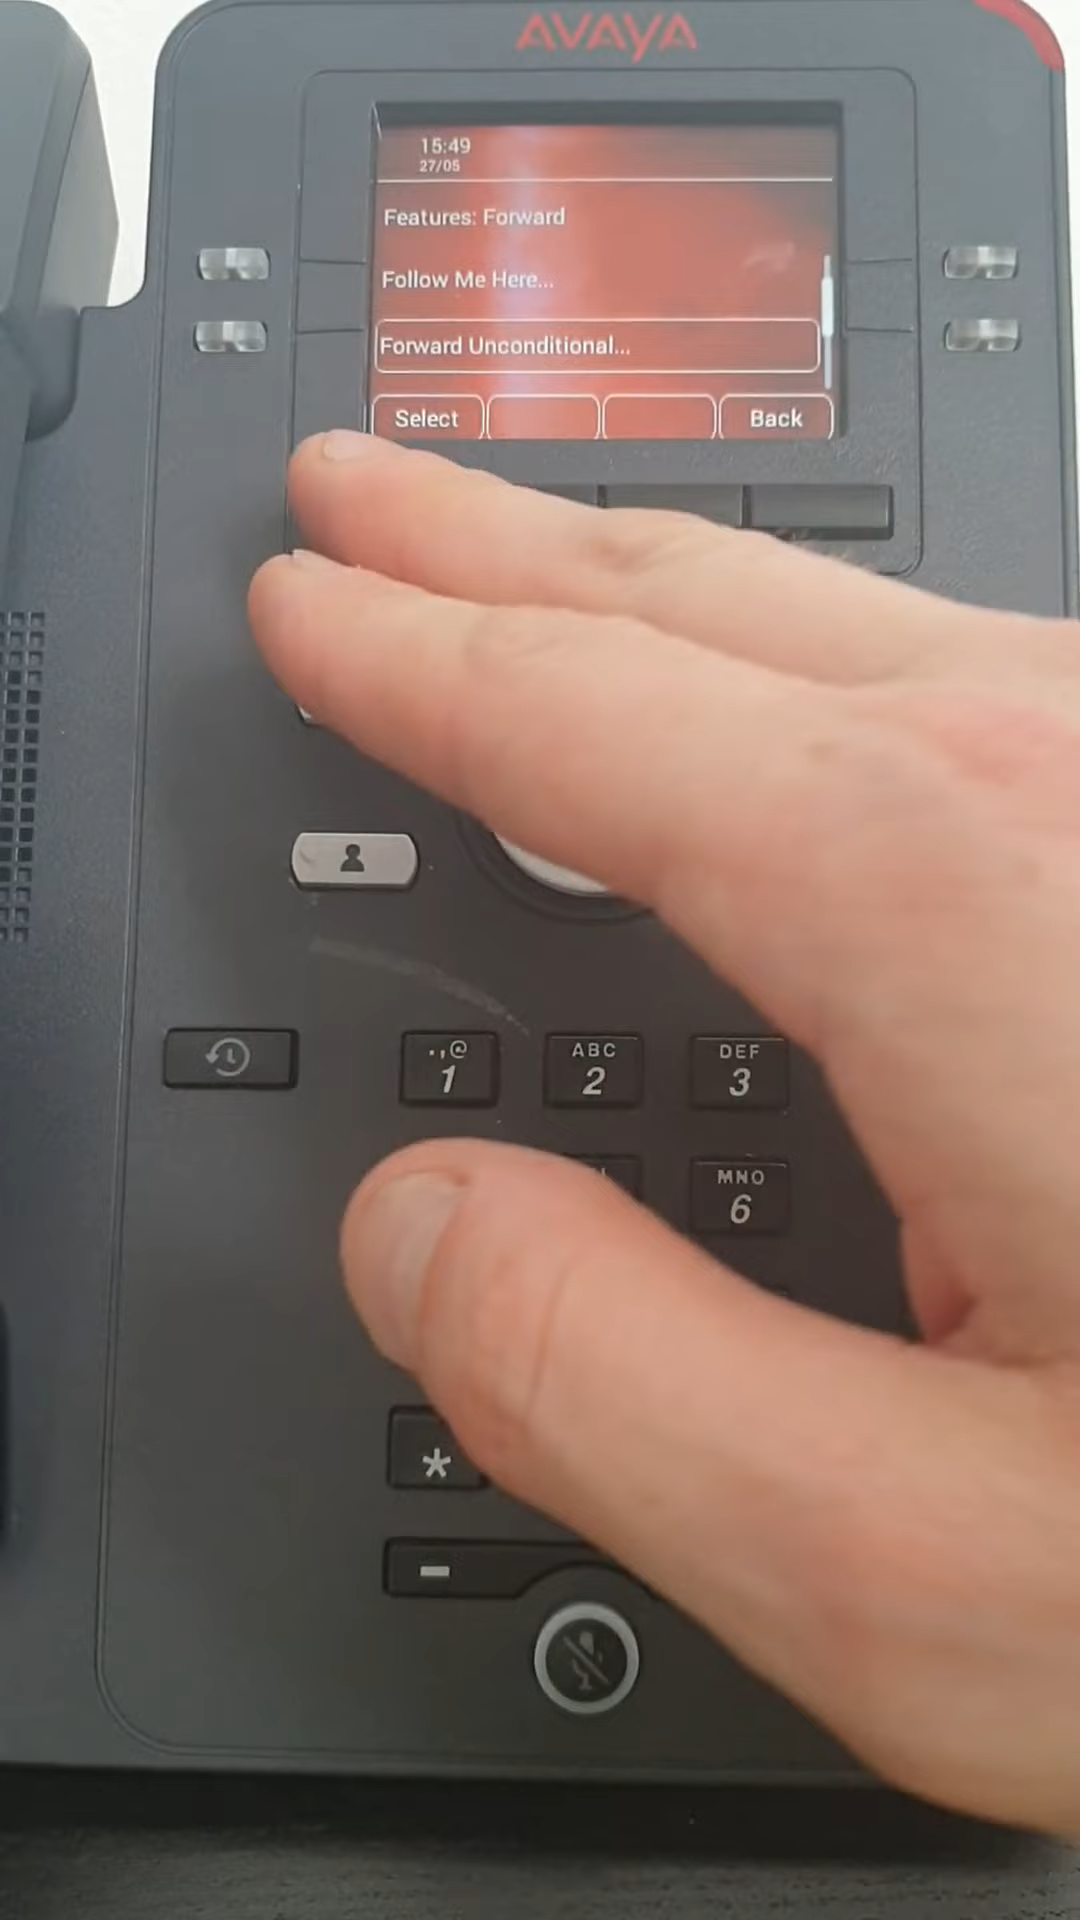 AVAYA
15:49
27/05
Features: Forward
Follow Me Here...
Forward Unconditional...
Select Back
.,@ ABC DEF
1 2 3
MNO
6
*